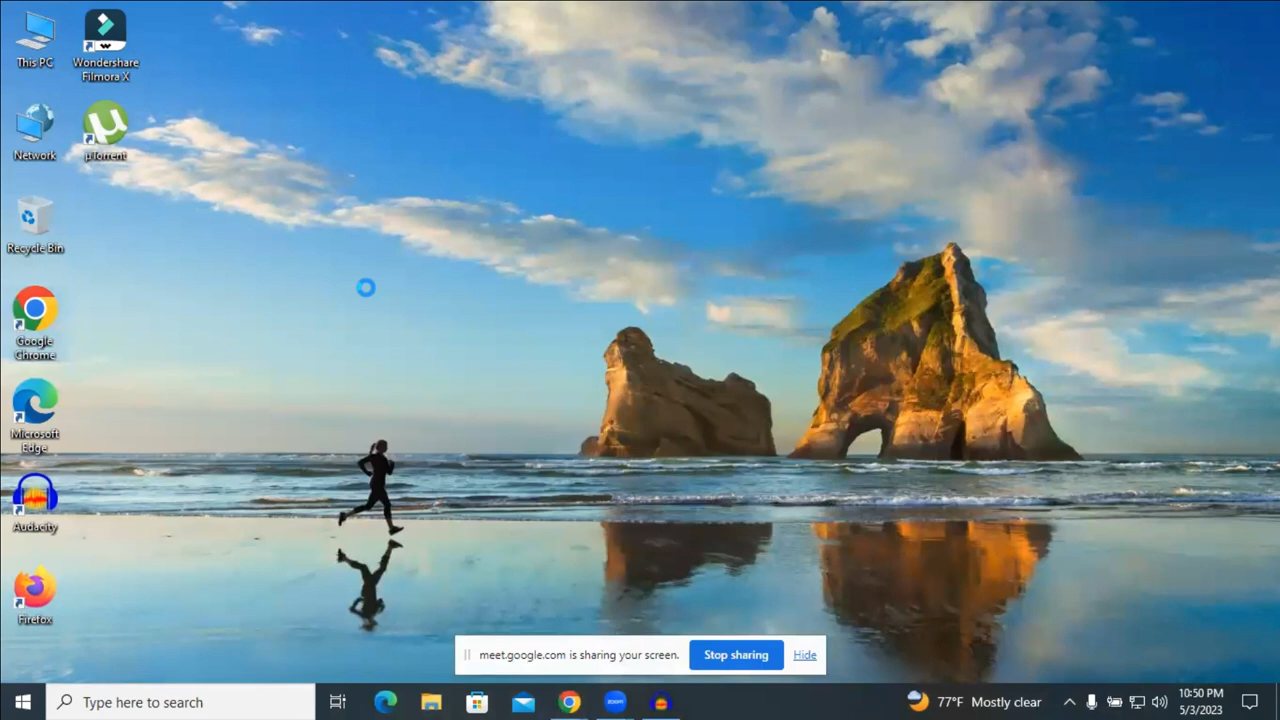 This PC
Wondershare
Filmora X
Network
µTorrent
Recycle Bin
Google
Chrome
Microsoft
Edge
Audacity
Firefox
meet.google.com is sharing your screen.
Stop sharing
Hide
Type here to search
zoom
77°F Mostly clear
10:50 PM
5/3/2023